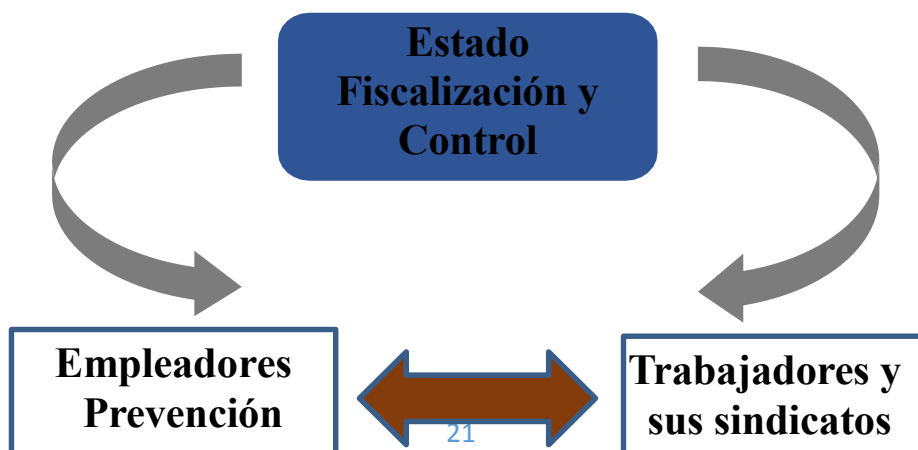 Estado
Fiscalización y
Control
Empleadores
Prevención
Trabajadores y
sus sindicatos
21